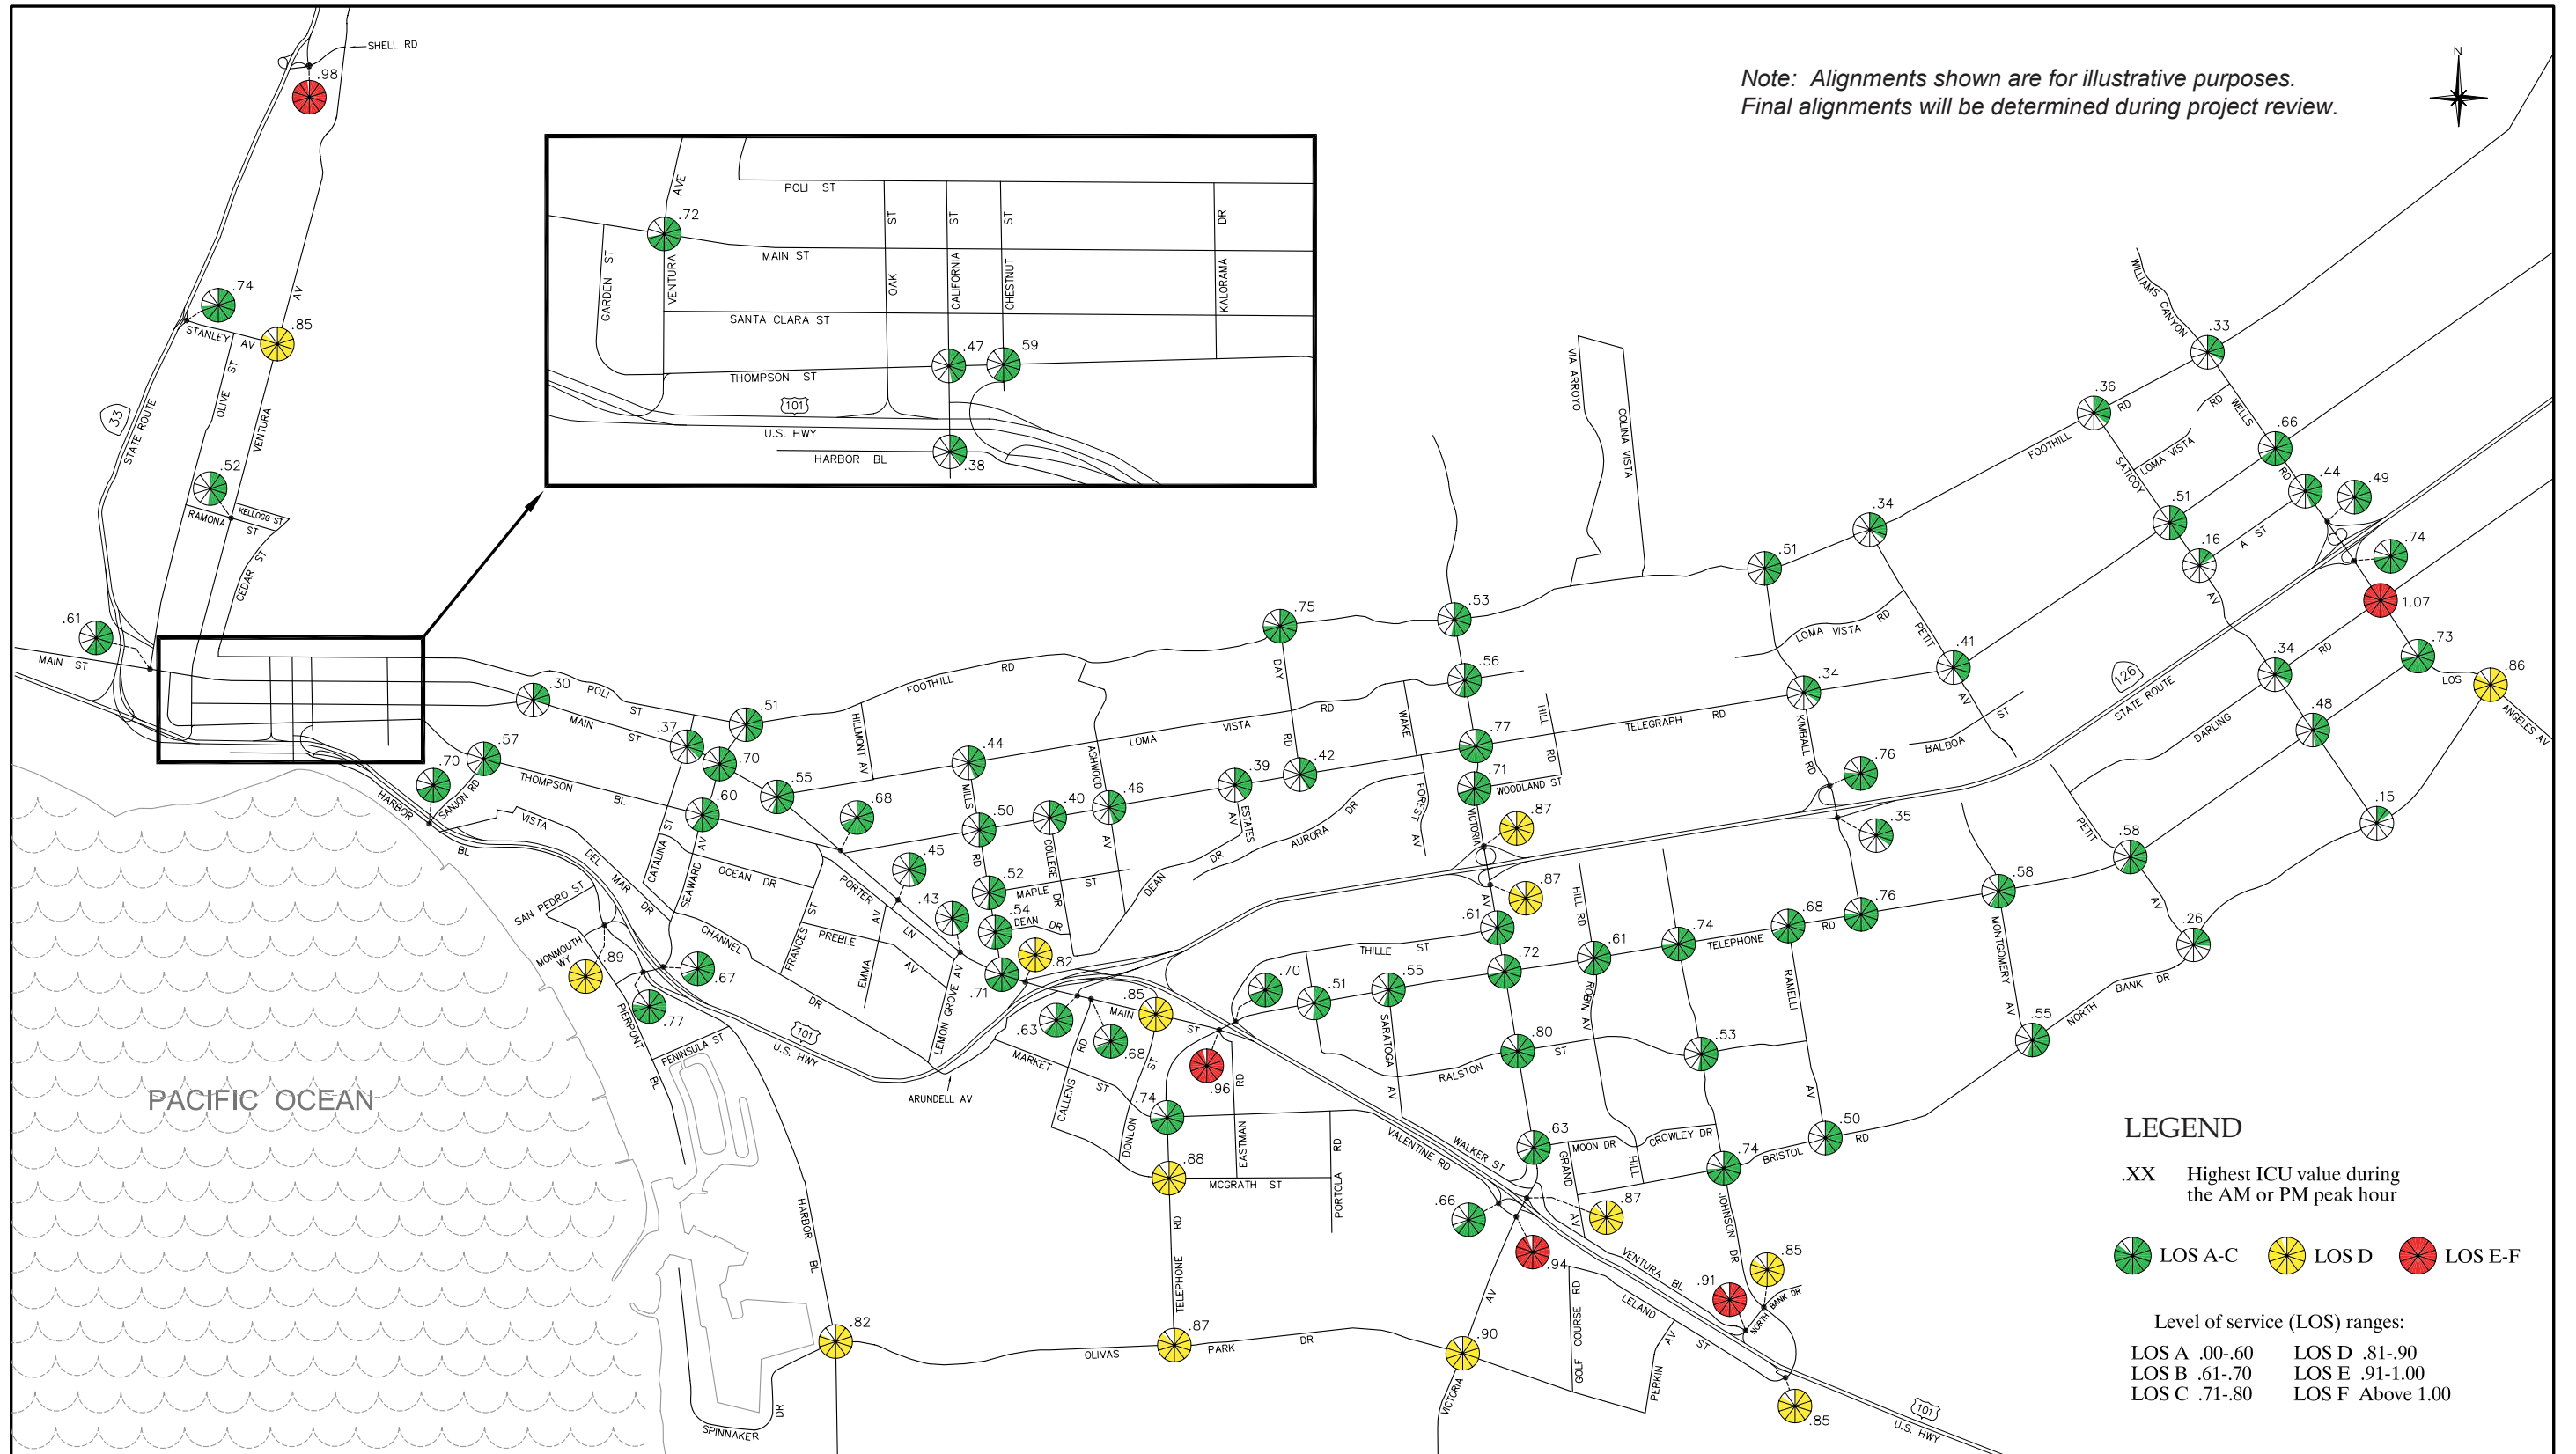 SHELL RD
.98
Note: Alignments shown are for illustrative purposes.
Final alignments will be determined during project review.
N
AVE
POLI ST
.72
GARDEN ST
VENTURA
MAIN ST
OAK ST
CALIFORNIA ST
CHESTNUT ST
KALORAMA DR
SANTA CLARA ST
.47
.59
THOMPSON ST
101
U.S. HWY
HARBOR BL
.38
.74
STANLEY AV
.85
33
STATE ROUTE
OLIVE ST
VENTURA AV
.52
RAMONA ST
KELLOGG ST
CEDAR ST
.61
MAIN ST
WILLIAMS CANYON
.33
.36
FOOTHILL RD
WELLS RD
LOMA VISTA RD
SATICOY AV
.66
.44
.49
.51
.16
A ST
.74
1.07
.73
.86
LOS ANGELES AV
126
STATE ROUTE
.34
DARLING RD
.48
.15
VIA ARROYO
COLINA VISTA
.34
.51
LOMA VISTA RD
PETIT AV
.41
.34
KIMBALL RD
BALBOA ST
.76
.35
.53
.75
.56
DAY RD
FOOTHILL RD
.30
POLI ST
MAIN ST
.37
.51
.70
HILLMONT AV
.44
LOMA VISTA RD
ASHWOOD AV
WAKE FOREST AV
.77
HILL RD
TELEGRAPH RD
.71
WOODLAND ST
VICTORIA AV
.57
.70
SANJON RD
THOMPSON BL
.60
.55
.68
MILLS RD
.50
.40
.46
.39
.42
ESTATES AV
AURORA DR
COLLEGE DR
DEAN DR
.87
.87
HARBOR BL
VISTA DEL MAR DR
CATALINA ST
SEAWARD AV
OCEAN DR
PORTER LN
.45
.52
MAPLE ST
.43
.54
DEAN DR
SAN PEDRO ST
MONMOUTH WY
.89
CHANNEL DR
FRANCES ST
PREBLE AV
EMMA AV
.82
.67
.71
.77
LEMON GROVE AV
PIERPONT BL
PENINSULA ST
101
U.S. HWY
ARUNDELL AV
.63
.68
MAIN ST
.85
.70
.96
MARKET ST
CALLENS RD
DONLON ST
.74
EASTMAN RD
PORTOLA RD
.88
MCGRATH ST
TELEPHONE RD
THILLE ST
.61
.51
.55
.72
SARATOGA AV
RALSTON ST
.80
HILL RD
.61
ROBIN AV
.74
TELEPHONE RD
.68
.76
.53
RAMELLI AV
.58
MONTGOMERY AV
PETIT AV
.58
.26
NORTH BANK DR
.55
.50
BRISTOL RD
.74
VALENTINE RD
WALKER ST
.63
MOON DR
CROWLEY DR
GRAND AV
HILL
.66
.87
.94
JOHNSON DR
.85
.91
NORTH BANK DR
VENTURA BL
LELAND ST
GOLF COURSE RD
PERKIN AV
.85
101
U.S. HWY
PACIFIC OCEAN
HARBOR BL
.82
SPINNAKER DR
OLIVAS PARK DR
.87
.90
VICTORIA AV
LEGEND
.XX Highest ICU value during
the AM or PM peak hour
LOS A-C LOS D LOS E-F
Level of service (LOS) ranges:
LOS A .00-.60 LOS D .81-.90
LOS B .61-.70 LOS E .91-1.00
LOS C .71-.80 LOS F Above 1.00